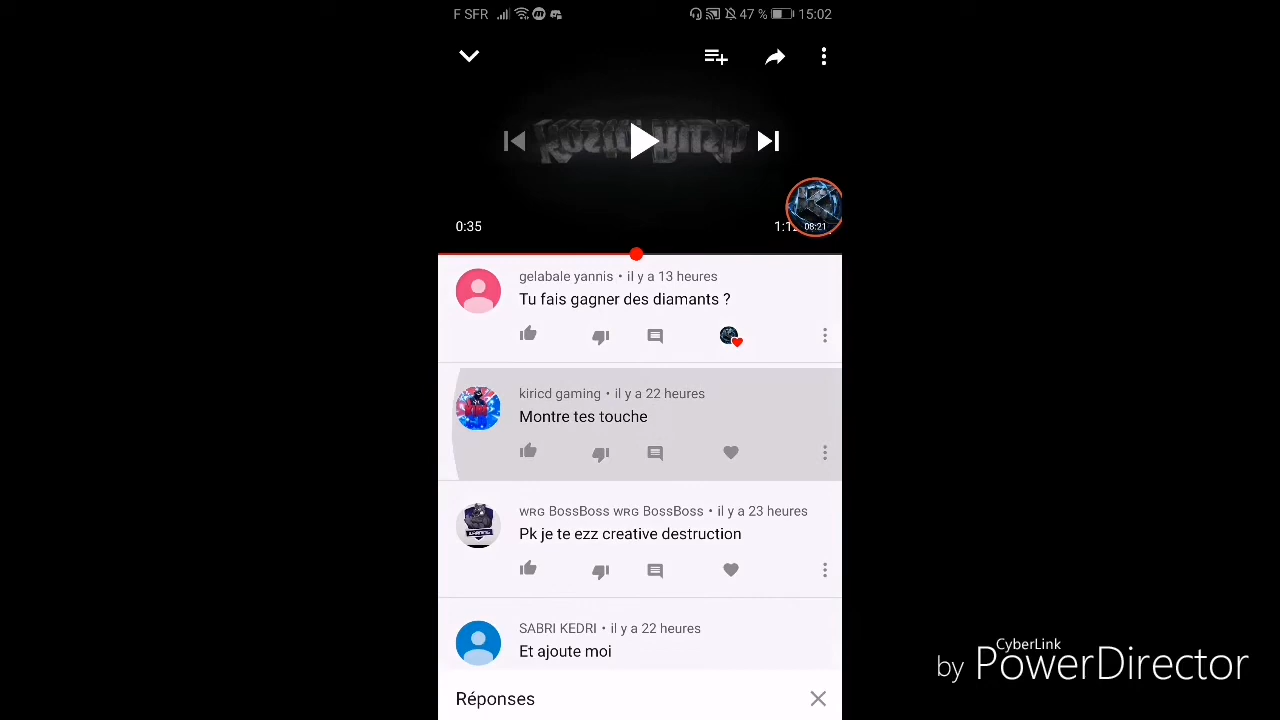 F SFR 47 % 15:02
0:35
08:21
gelabale yannis • il y a 13 heures
Tu fais gagner des diamants ?
kiricd gaming • il y a 22 heures
Montre tes touche
WRG BossBoss WRG BossBoss • il y a 23 heures
Pk je te ezz creative destruction
SABRI KEDRI • il y a 22 heures
Et ajoute moi
Réponses
CyberLink
by PowerDirector